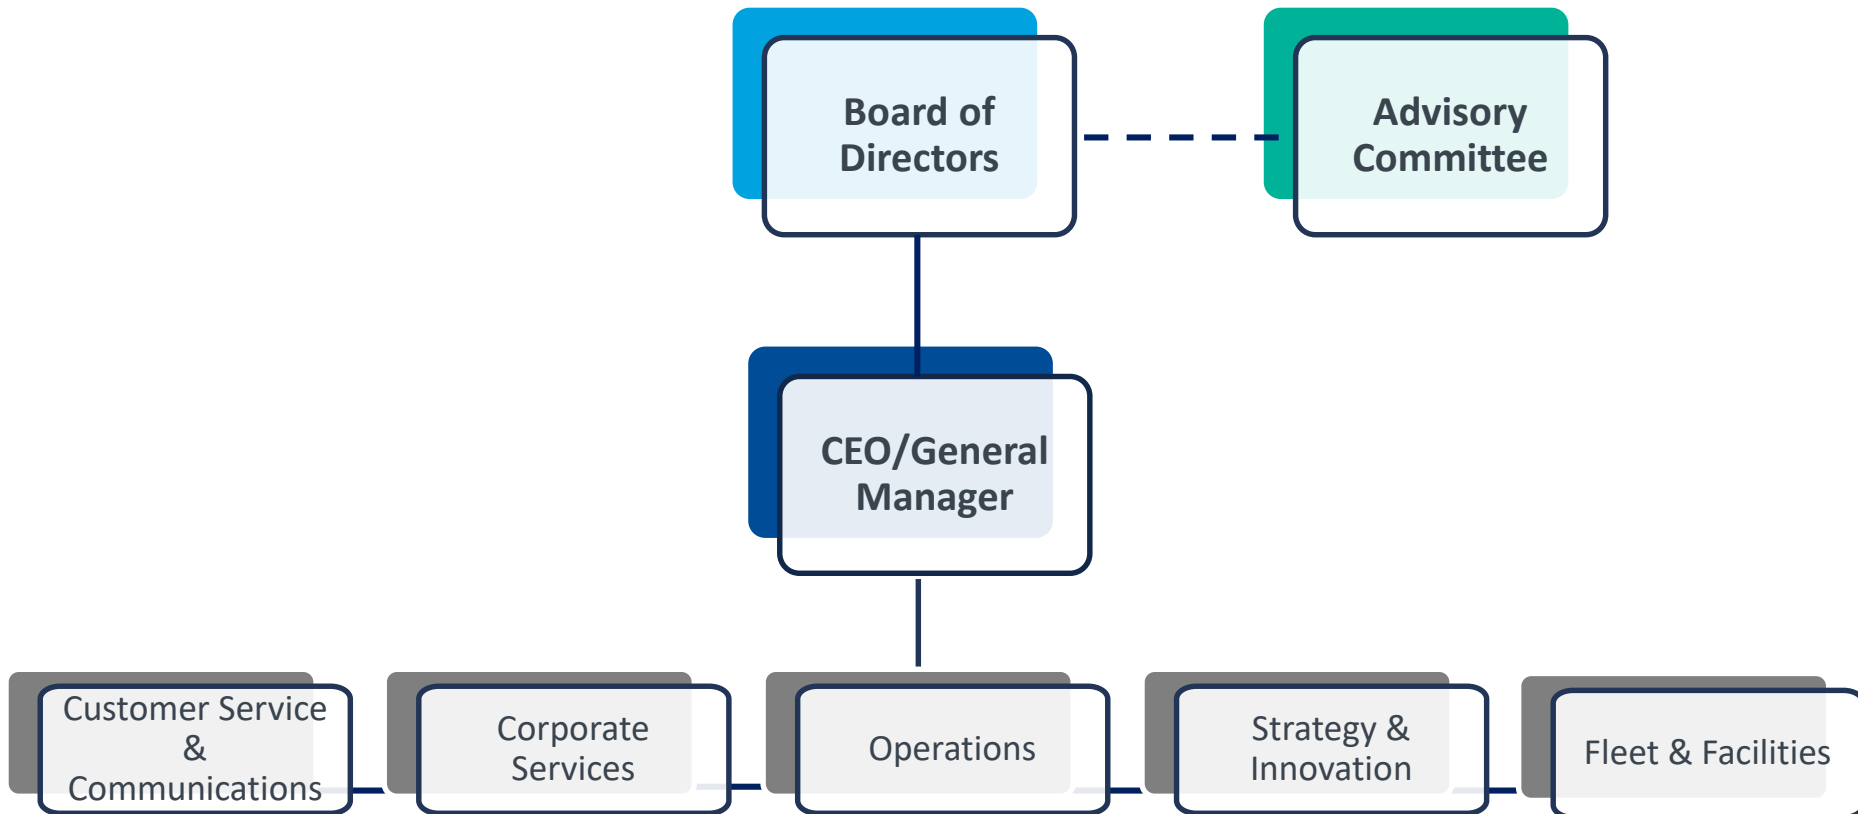 Board of
Directors
Advisory
Committee
CEO/General
Manager
Customer Service
&
Communications
Corporate
Services
Operations
Strategy &
Innovation
Fleet & Facilities